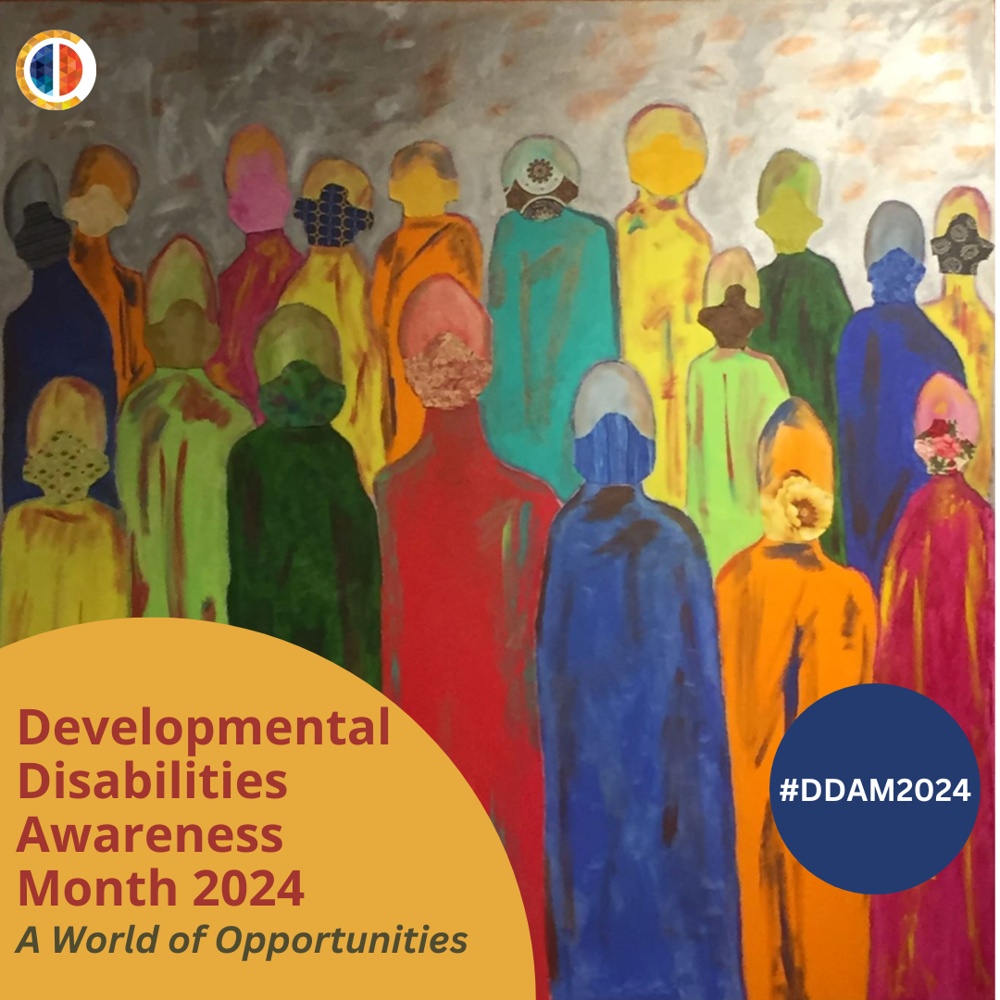 Developmental
Disabilities
Awareness
Month 2024
A World of Opportunities
#DDAM2024